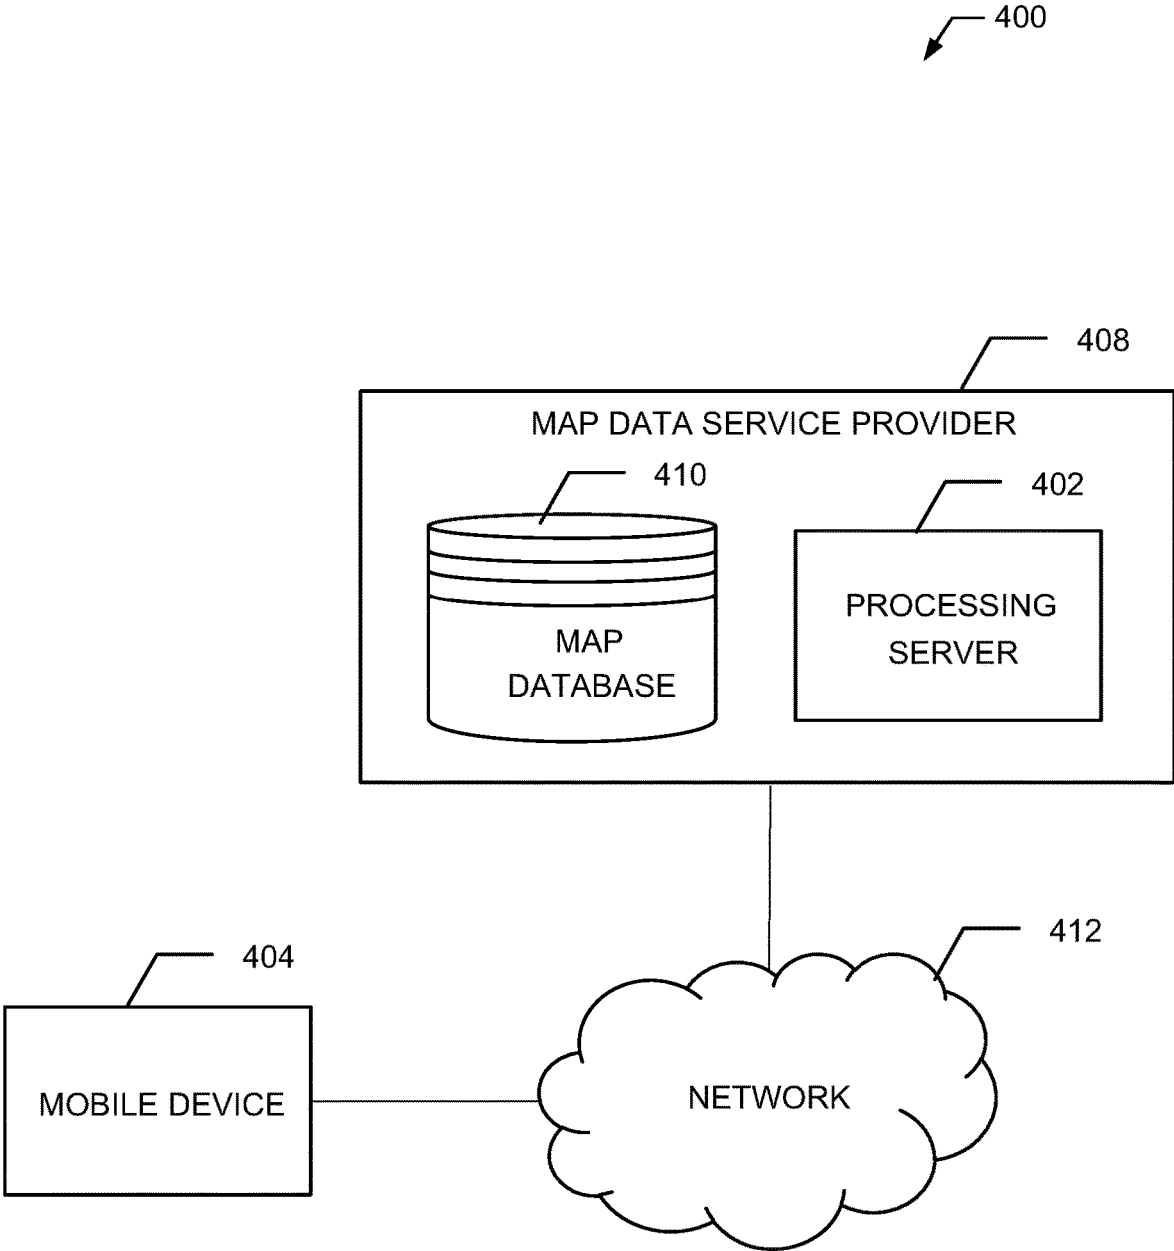 400
408
MAP DATA SERVICE PROVIDER
410
402
MAP
DATABASE
PROCESSING
SERVER
412
404
MOBILE DEVICE
NETWORK